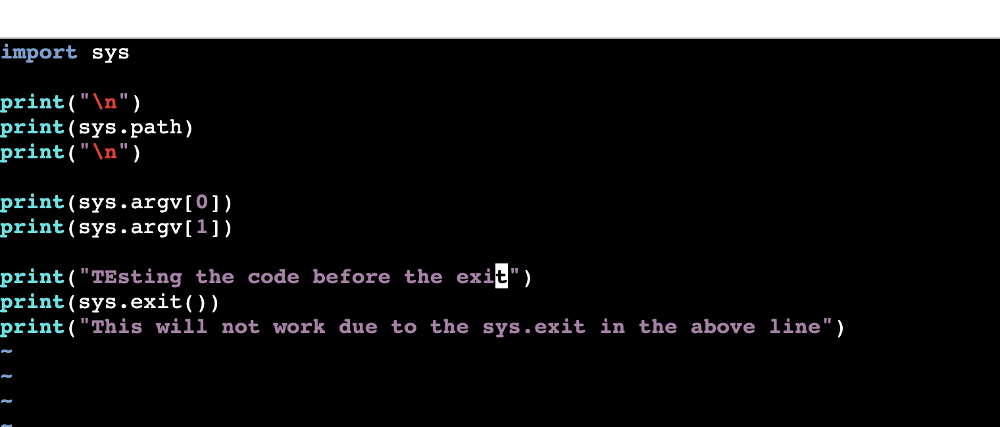 import sys
print("\n")
print(sys.path)
print("\n")
print(sys.argv[0])
print(sys.argv[1])
print("TEsting the code before the exit")
print(sys.exit())
print("This will not work due to the sys.exit in the above line")
~
~
~
~